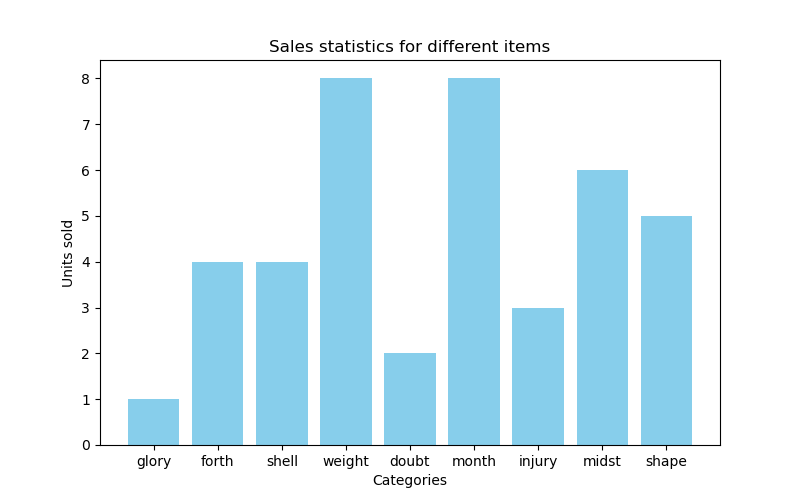 Sales statistics for different items
8
7
6
5
4
3
2
1
0
Units sold
glory forth shell weight doubt month injury midst shape
Categories